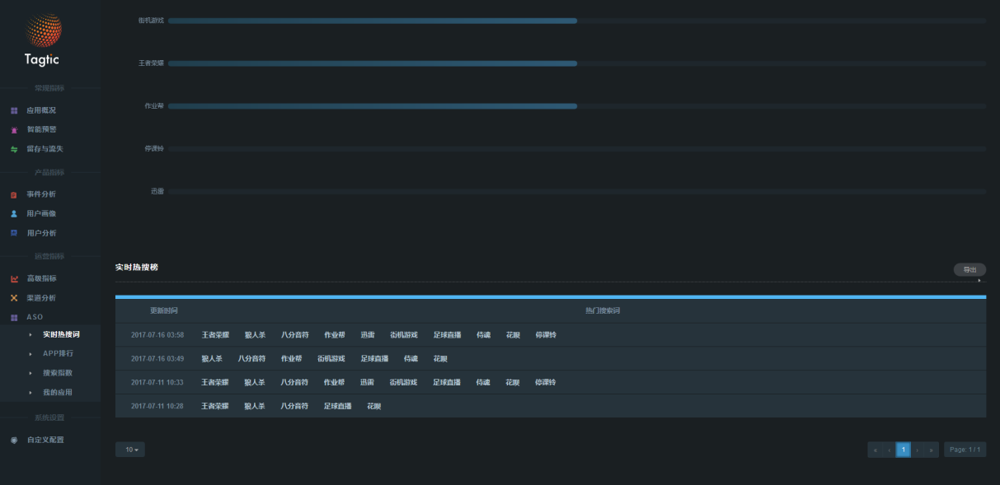 Tagtic
常规指标
应用概况
智能预警
留存与流失
产品指标
事件分析
用户画像
用户分析
运营指标
高级指标
渠道分析
ASO
实时热搜词
APP排行
搜索指数
我的应用
系统设置
自定义配置
街机游戏
王者荣耀
作业帮
停课铃
迅雷
实时热搜榜
导出
更新时间 热门搜索词
2017-07-16 03:58 王者荣耀 狼人杀 八分音符 作业帮 迅雷 街机游戏 足球直播 侍魂 花眼 停课铃
2017-07-16 03:49 狼人杀 八分音符 作业帮 街机游戏 足球直播 侍魂 花眼
2017-07-11 10:33 王者荣耀 狼人杀 八分音符 作业帮 迅雷 街机游戏 足球直播 侍魂 花眼 停课铃
2017-07-11 10:28 王者荣耀 狼人杀 八分音符 足球直播 花眼
10
« ‹ 1 › » Page: 1 / 1